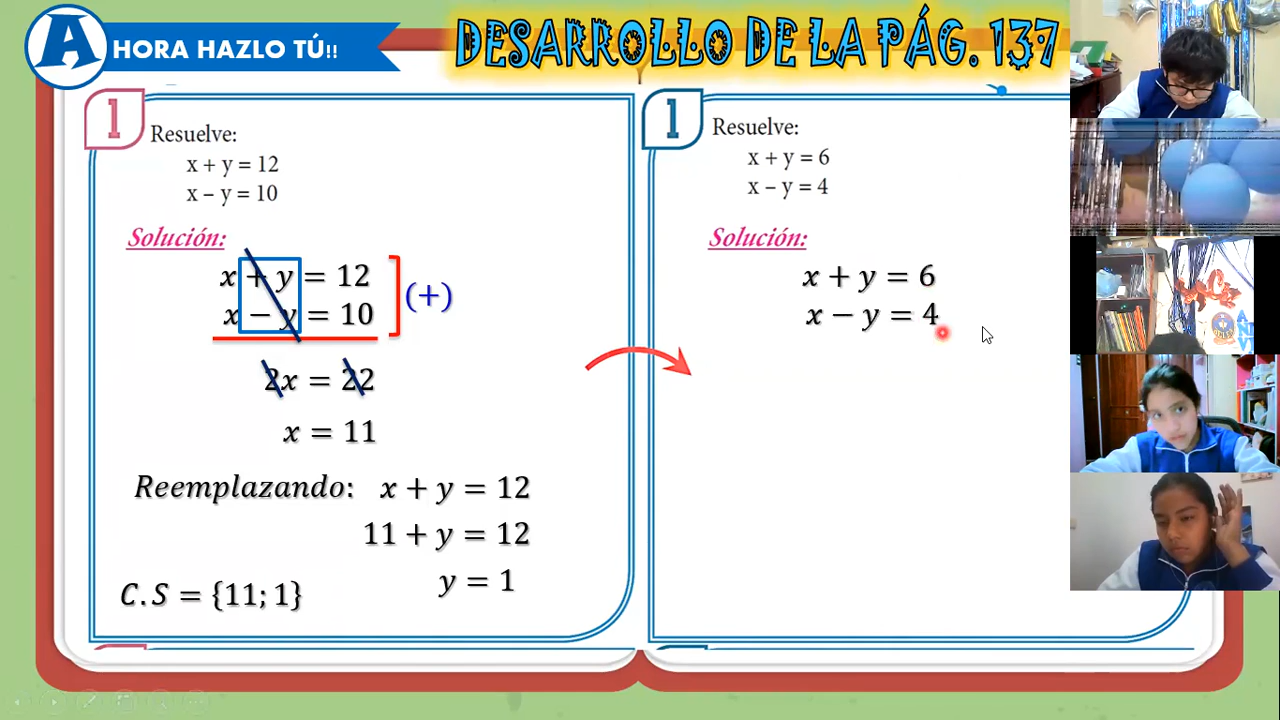 A HORA HAZLO TÚ!!
DESARROLLO DE LA PÁG. 137
1
Resuelve:
x + y = 12
x – y = 10
Solución:
x + y = 12
x − y = 10
(+)
2x = 22
x = 11
Reemplazando: x + y = 12
11 + y = 12
y = 1
C.S = {11; 1}
1
Resuelve:
x + y = 6
x – y = 4
Solución:
x + y = 6
x − y = 4